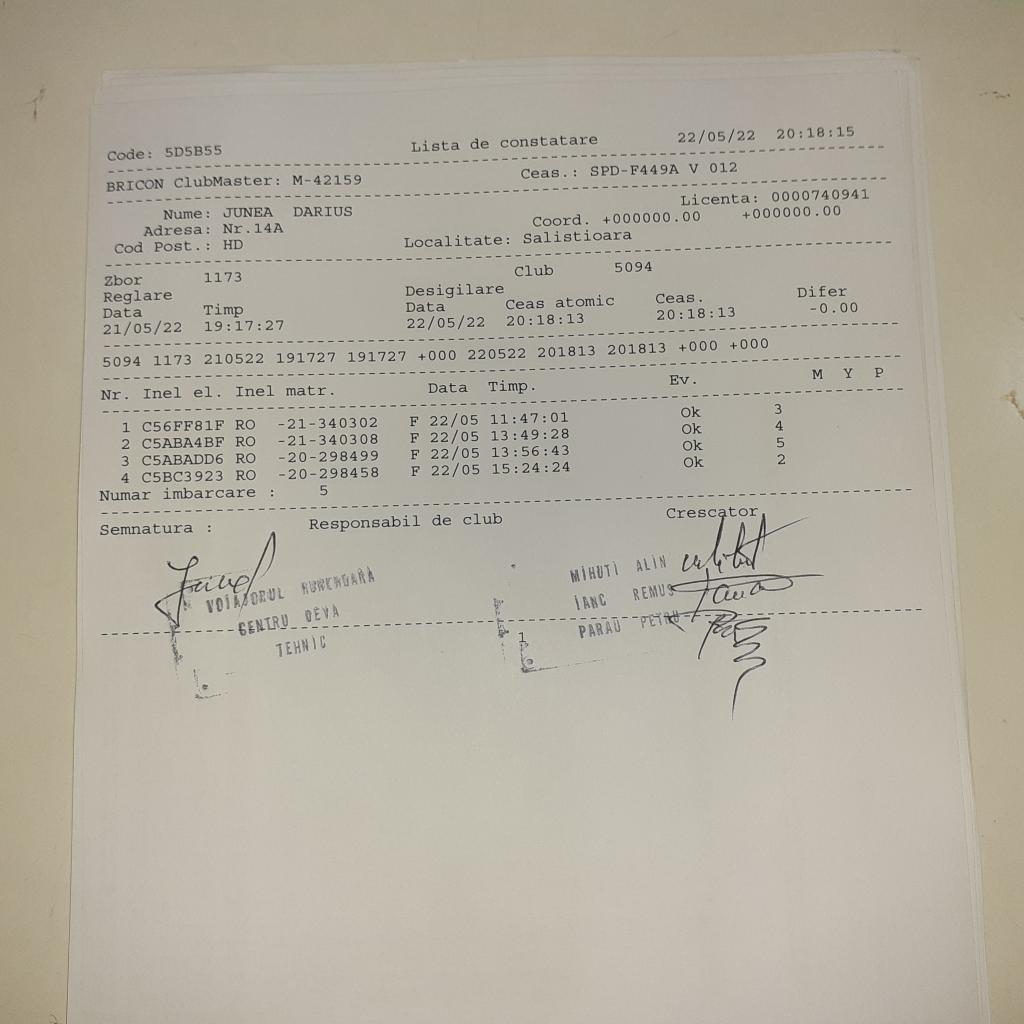 Code: 5D5B55 Lista de constatare 22/05/22 20:18:15
BRICON ClubMaster: M-42159 Ceas.: SPD-F449A V 012
Nume: JUNEA DARIUS Licenta: 0000740941
Adresa: Nr.14A Coord. +000000.00 +000000.00
Cod Post.: HD Localitate: Salistioara
Zbor 1173 Club 5094
Reglare Desigilare
Data Timp Data Ceas atomic Ceas. Difer
21/05/22 19:17:27 22/05/22 20:18:13 20:18:13 -0.00
5094 1173 210522 191727 191727 +000 220522 201813 201813 +000 +000
Nr. Inel el. Inel matr. Data Timp. Ev. M Y P
1 C56FF81F RO -21-340302 F 22/05 11:47:01 Ok 3
2 C5ABA4BF RO -21-340308 F 22/05 13:49:28 Ok 4
3 C5ABADD6 RO -20-298499 F 22/05 13:56:43 Ok 5
4 C5BC3923 RO -20-298458 F 22/05 15:24:24 Ok 2
Numar imbarcare : 5
Semnatura : Responsabil de club Crescator
VOIAJORUL HUNEDOARA
CENTRU DEVA
TEHNIC
MIHUTI ALIN
IANC REMUS
PARAU PETRU
1